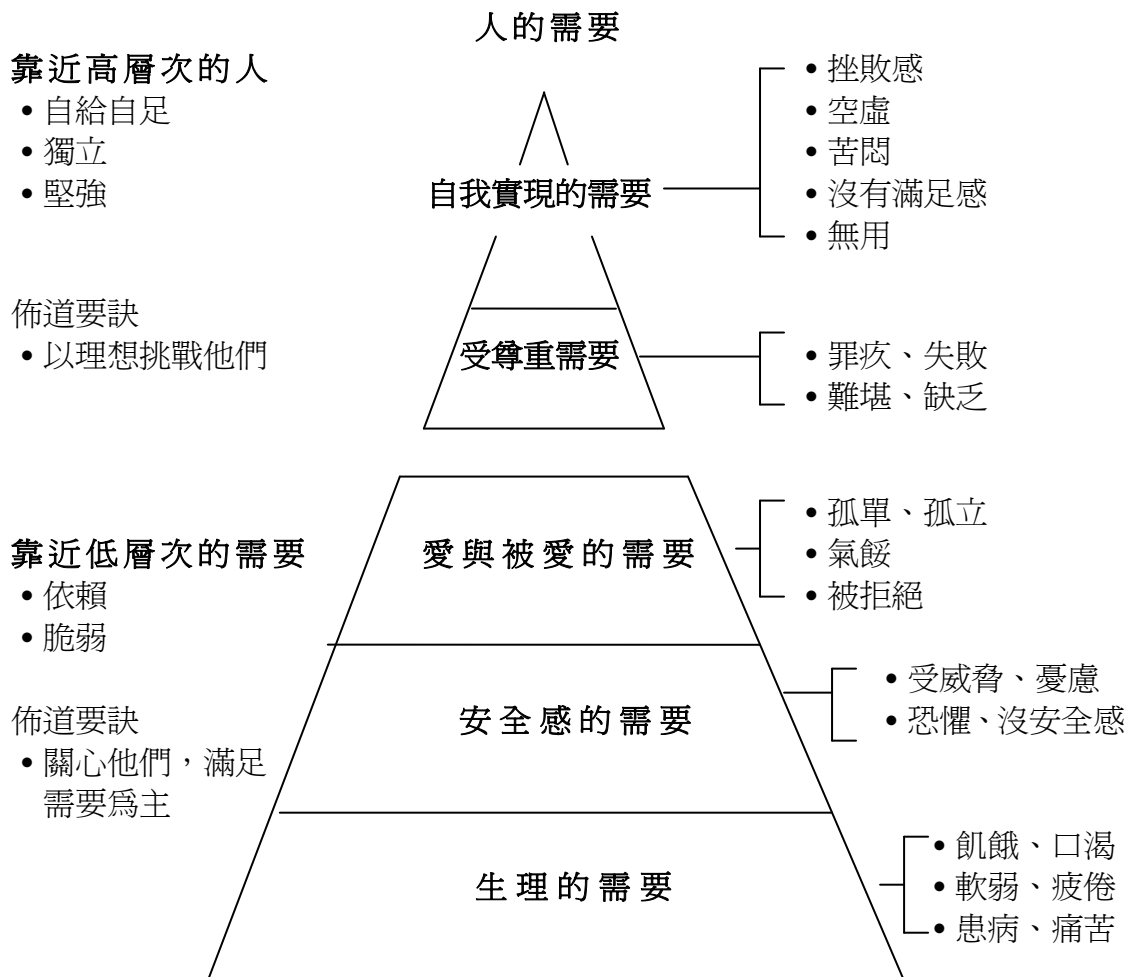 人的需要
靠近高層次的人
• 自給自足
• 獨立
• 堅強
• 挫敗感
• 空虛
• 苦悶
• 沒有滿足感
• 無用
自我實現的需要
佈道要訣
• 以理想挑戰他們
受尊重需要
• 罪疚、失敗
• 難堪、缺乏
靠近低層次的需要
• 依賴
• 脆弱
愛與被愛的需要
• 孤單、孤立
• 氣餒
• 被拒絕
佈道要訣
• 關心他們，滿足
需要爲主
安全感的需要
• 受威脅、憂慮
• 恐懼、沒安全感
生理的需要
• 飢餓、口渴
• 軟弱、疲倦
• 患病、痛苦